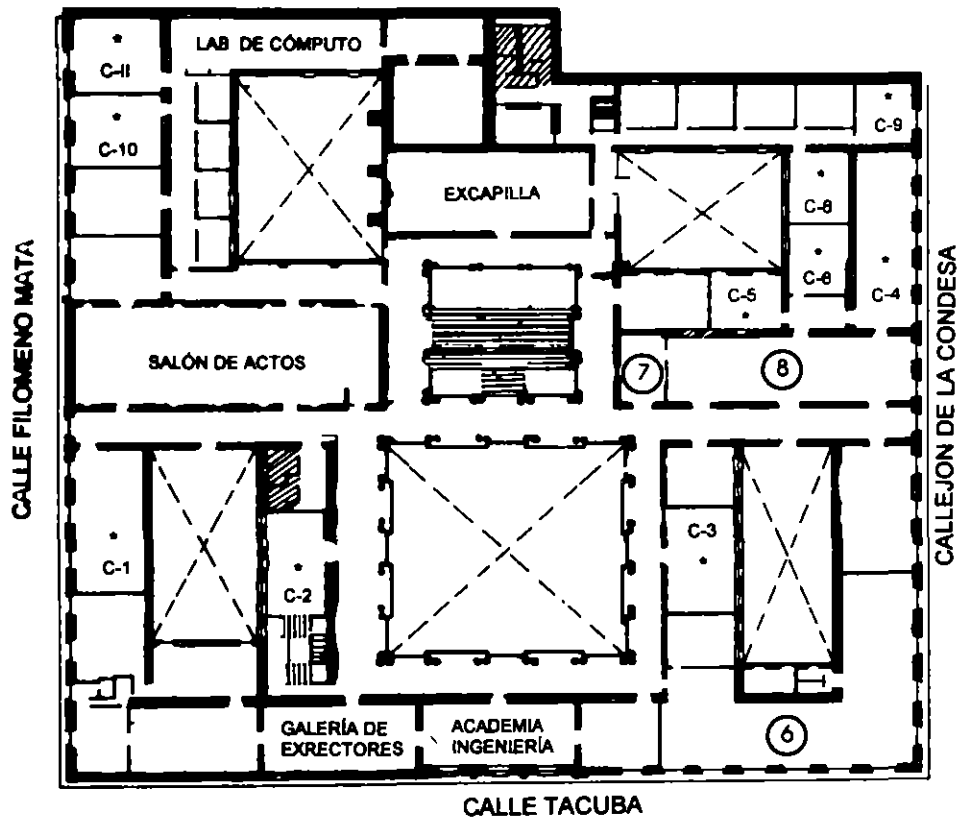 LAB DE CÓMPUTO
C-11
C-10
C-9
EXCAPILLA
C-6
C-6
C-5
C-4
CALLE FILOMENO MATA
SALÓN DE ACTOS
7
8
CALLEJON DE LA CONDESA
C-1
C-2
C-3
GALERÍA DE
EXRECTORES
ACADEMIA
INGENIERÍA
6
CALLE TACUBA